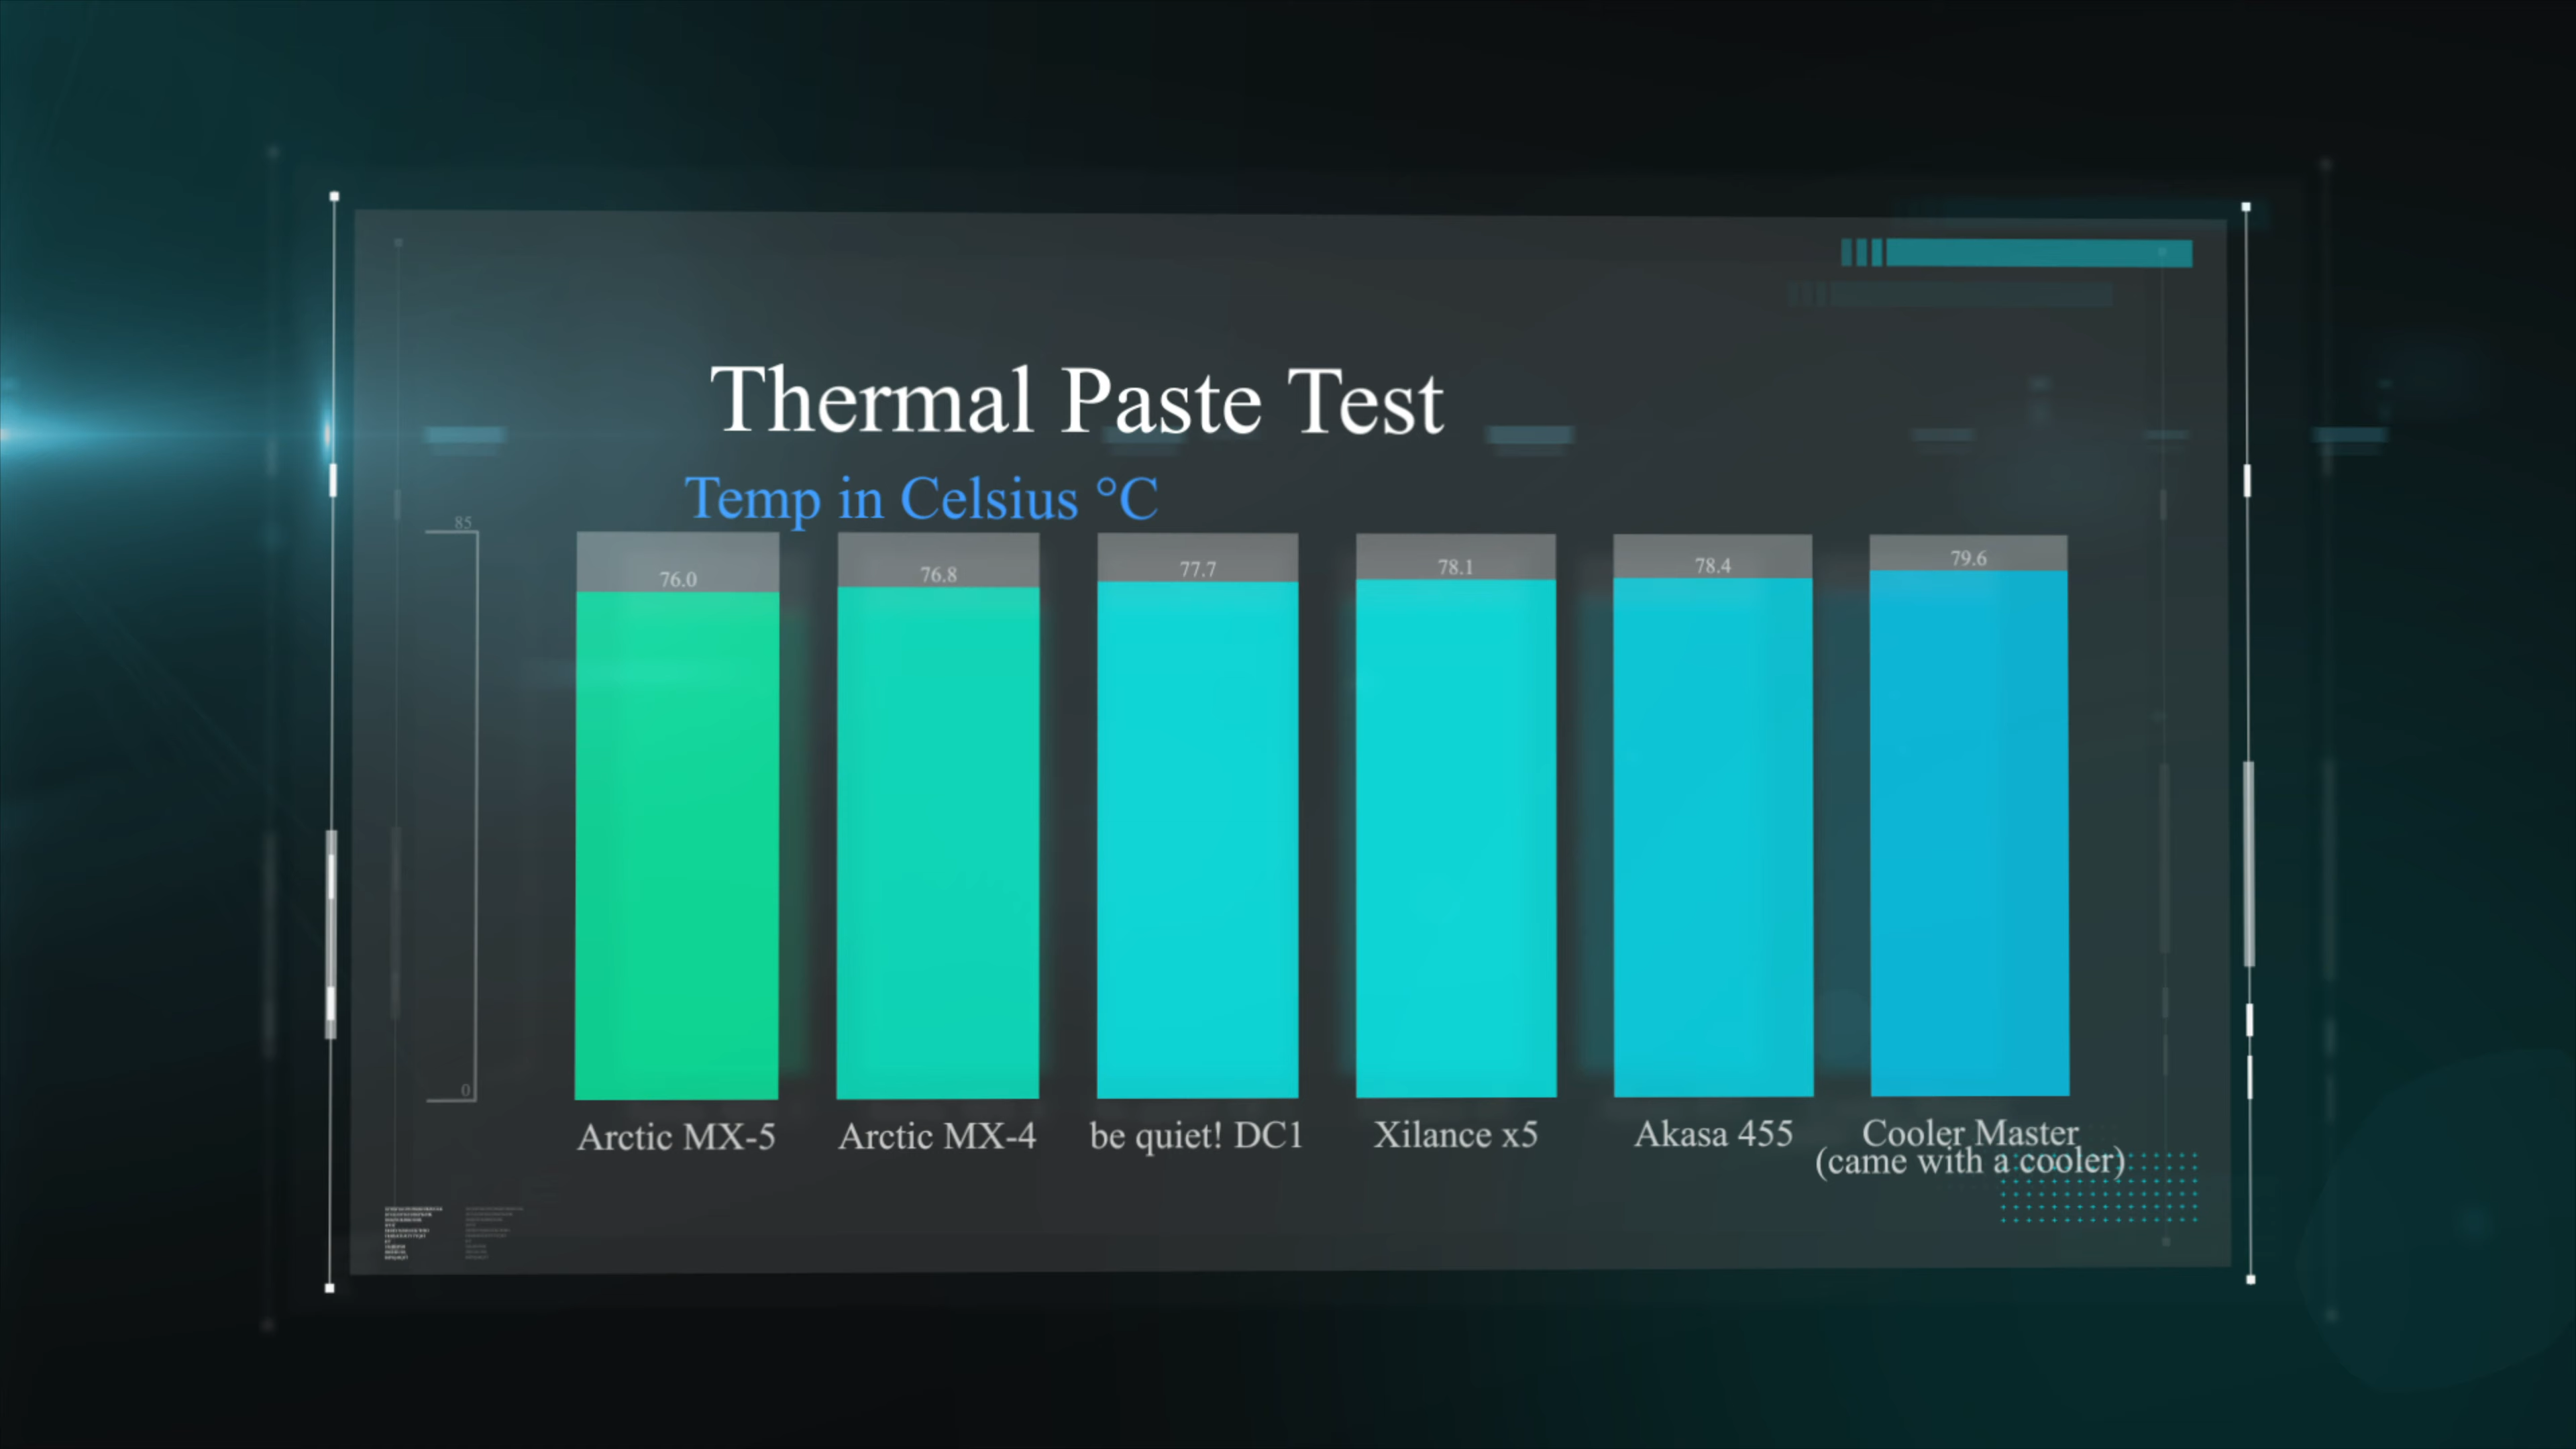 Thermal Paste Test
Temp in Celsius °C
85
76.0
76.8
77.7
78.1
78.4
79.6
0
Arctic MX-5
Arctic MX-4
be quiet! DC1
Xilance x5
Akasa 455
Cooler Master
(came with a cooler)